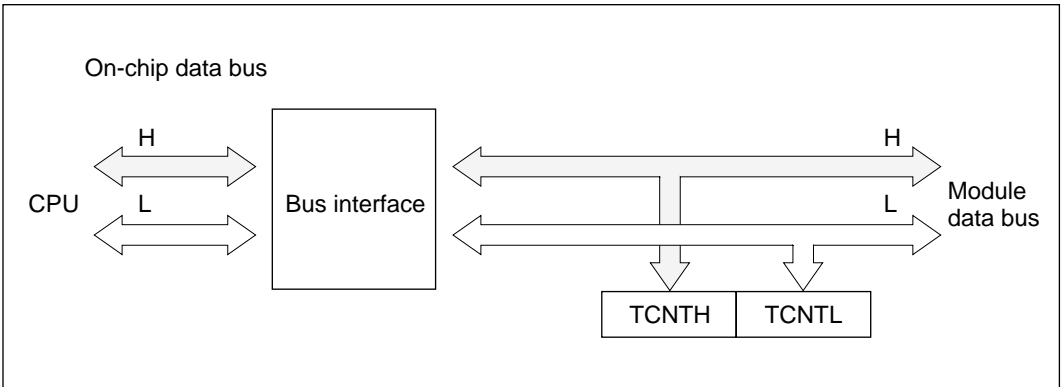 On-chip data bus
H
H
CPU
L
Bus interface
L
Module
data bus
TCNTH
TCNTL